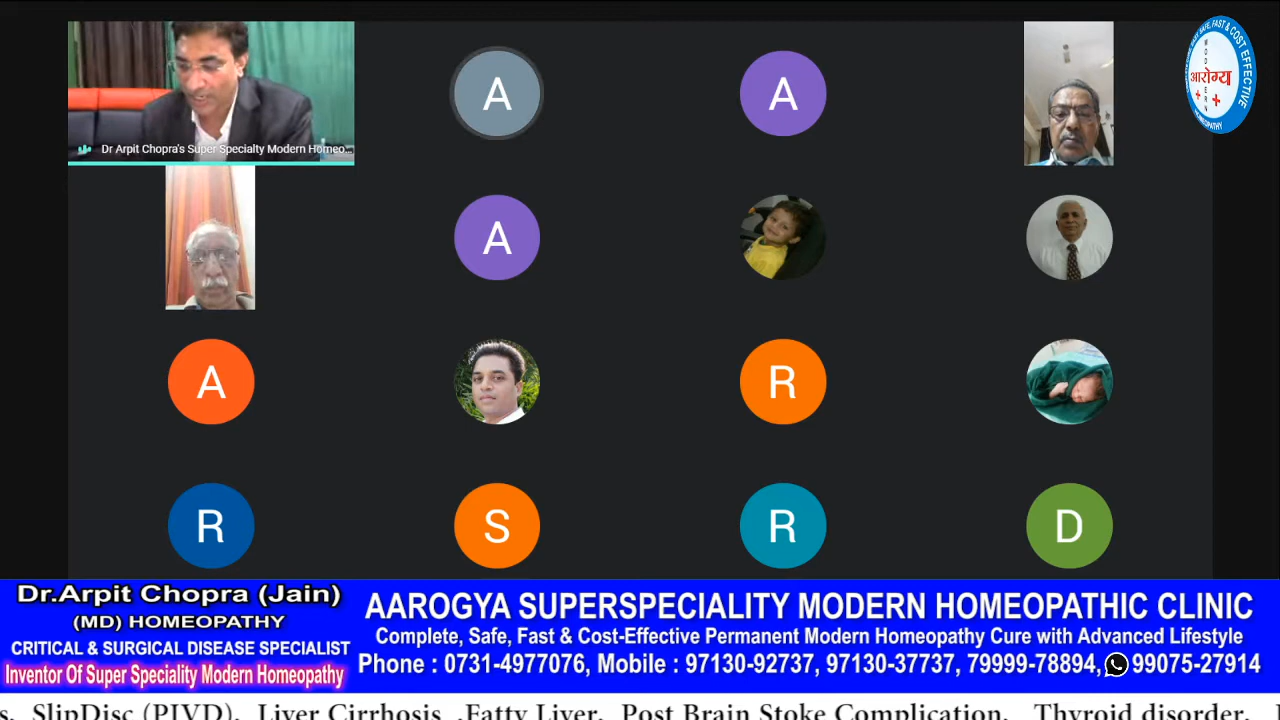 A
A
Dr Arpit Chopra's Super Specialty Modern Homeo...
आरोग्य
MODERN
HOMEOPATHY
A
A
R
R
S
R
D
Dr.Arpit Chopra (Jain)
(MD) HOMEOPATHY
CRITICAL & SURGICAL DISEASE SPECIALIST
Inventor Of Super Speciality Modern Homeopathy
AAROGYA SUPERSPECIALITY MODERN HOMEOPATHIC CLINIC
Complete, Safe, Fast & Cost-Effective Permanent Modern Homeopathy Cure with Advanced Lifestyle
Phone : 0731-4977076, Mobile : 97130-92737, 97130-37737, 79999-78894, 99075-27914
s, SlipDisc (PIVD), Liver Cirrhosis ,Fatty Liver, Post Brain Stoke Complication, Thyroid disorder,